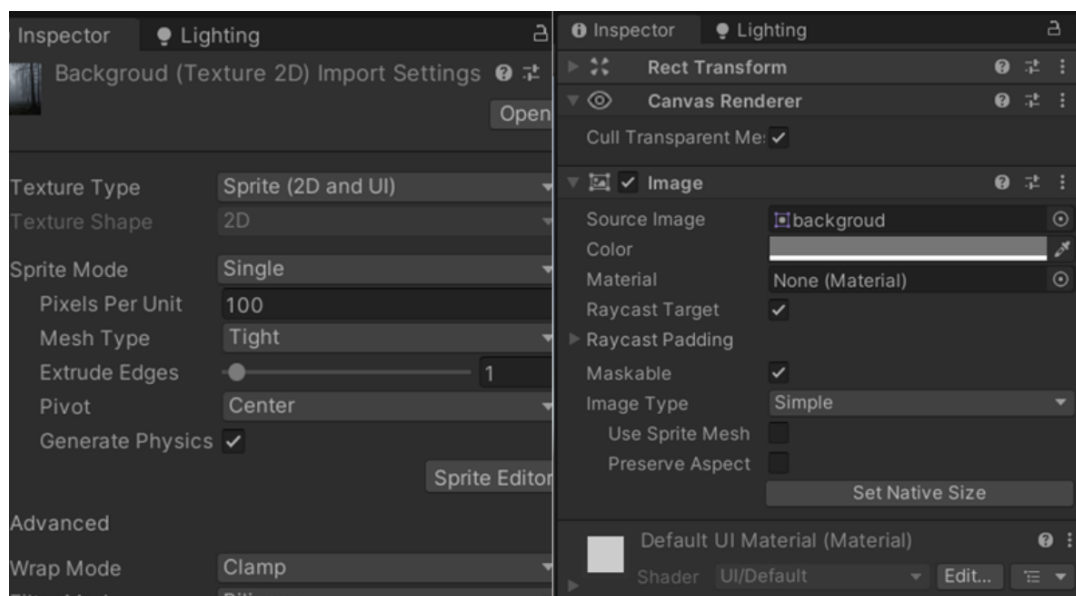 Inspector
Lighting
Backgroud (Texture 2D) Import Settings
Open
Texture Type
Sprite (2D and UI)
Texture Shape
2D
Sprite Mode
Single
Pixels Per Unit
100
Mesh Type
Tight
Extrude Edges
1
Pivot
Center
Generate Physics
Sprite Editor
Advanced
Wrap Mode
Clamp
Inspector
Lighting
Rect Transform
Canvas Renderer
Cull Transparent Me
Image
Source Image
backgroud
Color
Material
None (Material)
Raycast Target
Raycast Padding
Maskable
Image Type
Simple
Use Sprite Mesh
Preserve Aspect
Set Native Size
Default UI Material (Material)
Shader
UI/Default
Edit...